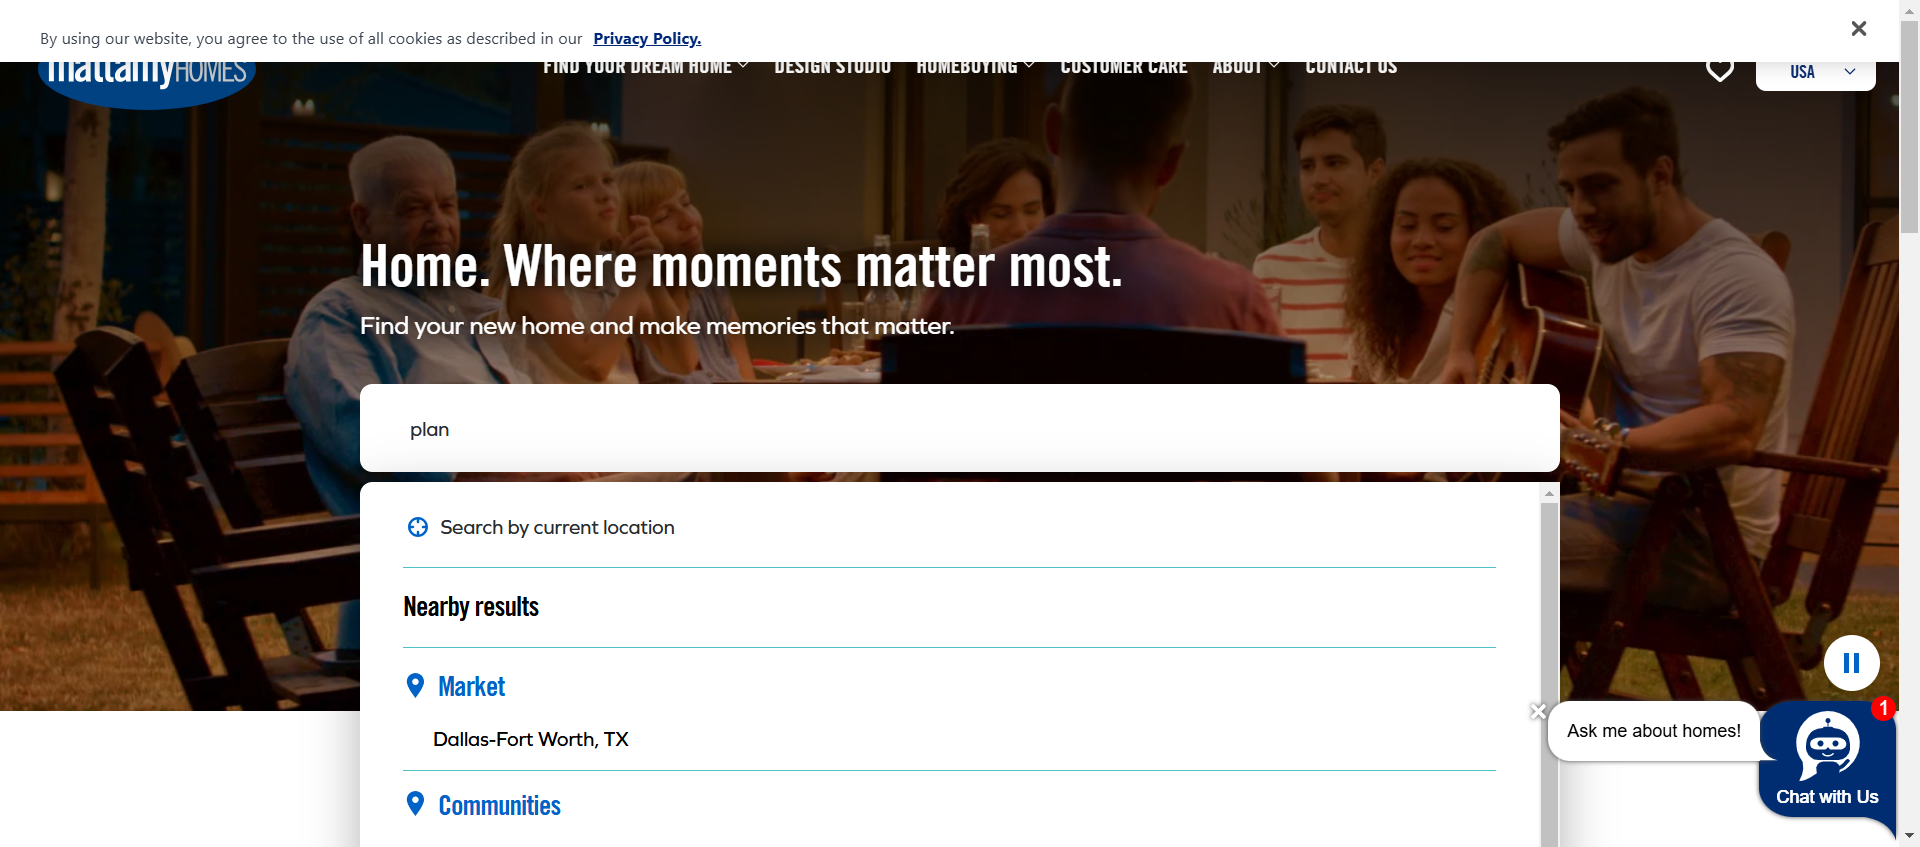 By using our website, you agree to the use of all cookies as described in our Privacy Policy.
mattamyHOMES
FIND YOUR DREAM HOME
DESIGN STUDIO
HOMEBUYING
CUSTOMER CARE
ABOUT
CONTACT US
USA
Home. Where moments matter most.
Find your new home and make memories that matter.
plan
Search by current location
Nearby results
Market
Dallas-Fort Worth, TX
Communities
Ask me about homes!
1
Chat with Us